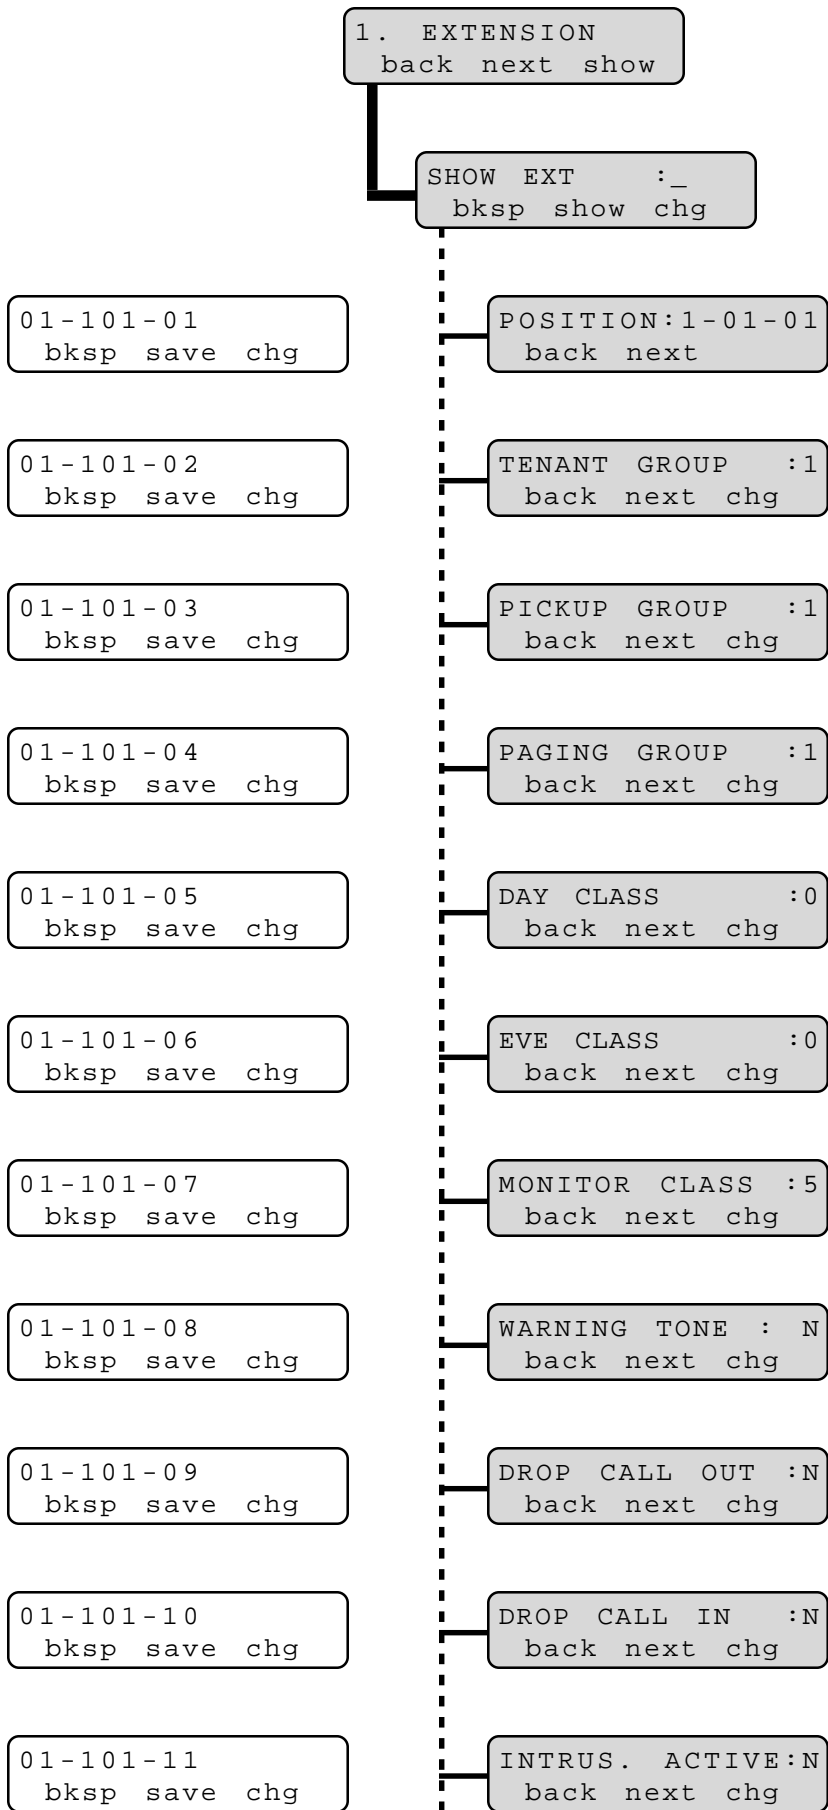 1. EXTENSION
back next show
SHOW EXT :_
bksp show chg
01-101-01
bksp save chg
POSITION:1-01-01
back next
01-101-02
bksp save chg
TENANT GROUP :1
back next chg
01-101-03
bksp save chg
PICKUP GROUP :1
back next chg
01-101-04
bksp save chg
PAGING GROUP :1
back next chg
01-101-05
bksp save chg
DAY CLASS :0
back next chg
01-101-06
bksp save chg
EVE CLASS :0
back next chg
01-101-07
bksp save chg
MONITOR CLASS :5
back next chg
01-101-08
bksp save chg
WARNING TONE : N
back next chg
01-101-09
bksp save chg
DROP CALL OUT :N
back next chg
01-101-10
bksp save chg
DROP CALL IN :N
back next chg
01-101-11
bksp save chg
INTRUS. ACTIVE:N
back next chg